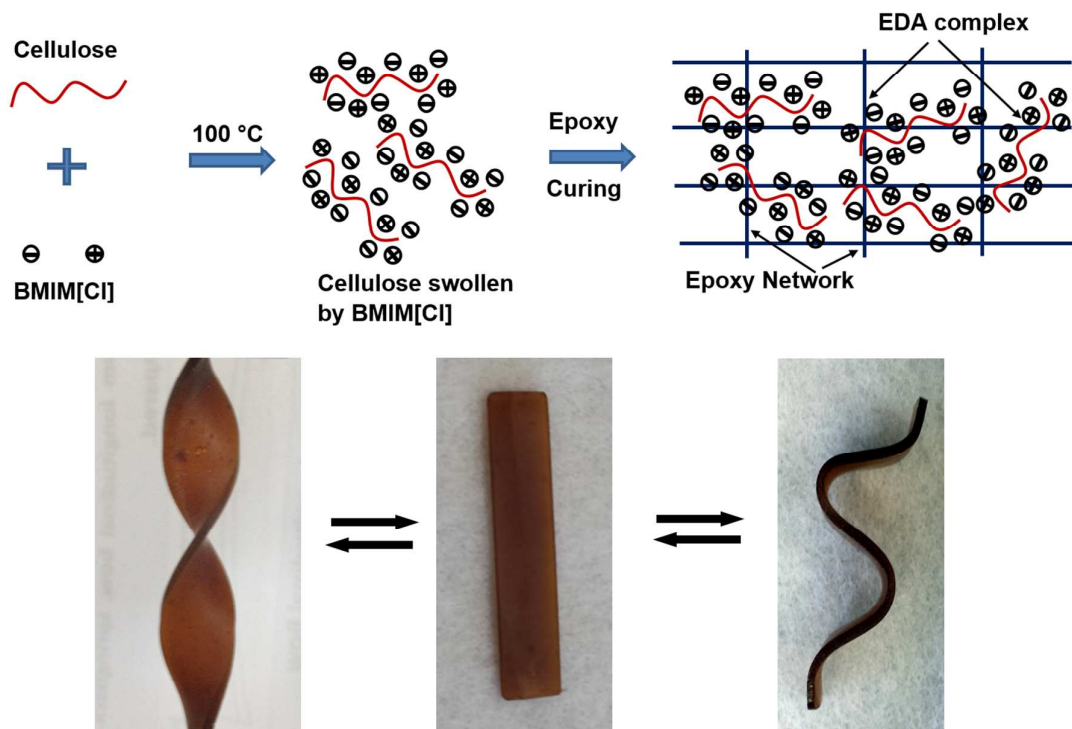 Cellulose
BMIM[Cl]
100 °C
Cellulose swollen
by BMIM[Cl]
Epoxy
Curing
EDA complex
Epoxy Network